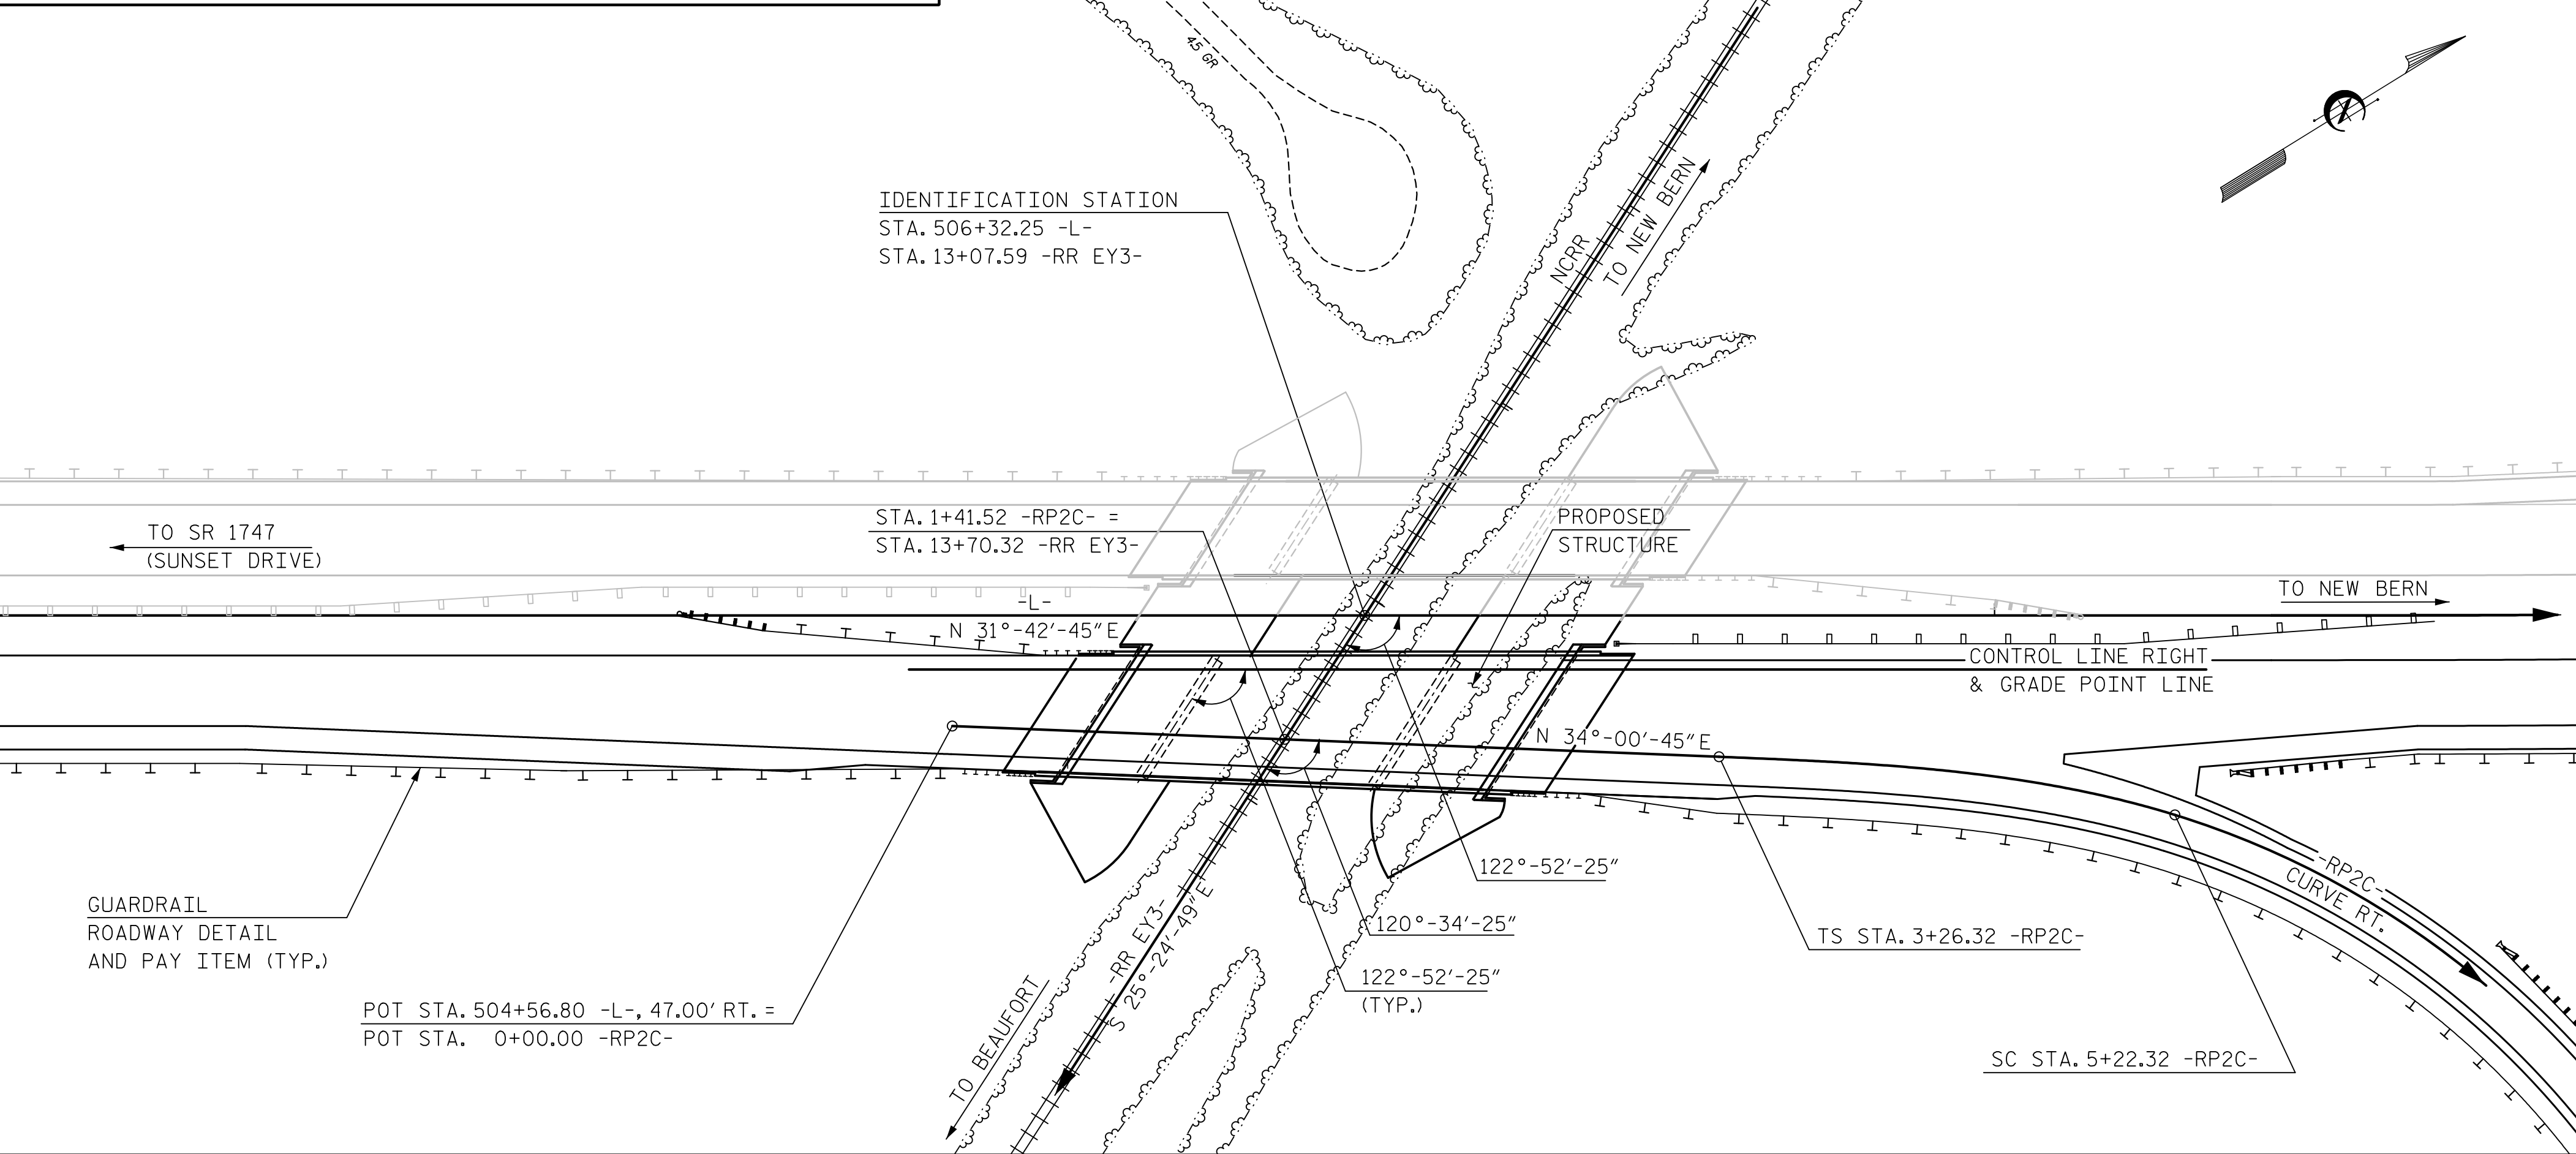 45 GR
IDENTIFICATION STATION
STA. 506+32.25 -L-
STA. 13+07.59 -RR EY3-
NCRR
TO NEW BERN
STA. 1+41.52 -RP2C- =
STA. 13+70.32 -RR EY3-
PROPOSED
STRUCTURE
TO SR 1747
(SUNSET DRIVE)
TO NEW BERN
-L-
N 31°-42'-45" E
CONTROL LINE RIGHT
& GRADE POINT LINE
N 34°-00'-45" E
122°-52'-25"
-RP2C-
CURVE RT.
GUARDRAIL
ROADWAY DETAIL
AND PAY ITEM (TYP.)
-RR EY3-
S 25°-24'-49" E
120°-34'-25"
TS STA. 3+26.32 -RP2C-
122°-52'-25"
(TYP.)
POT STA. 504+56.80 -L-, 47.00' RT. =
POT STA. 0+00.00 -RP2C-
TO BEAUFORT
SC STA. 5+22.32 -RP2C-